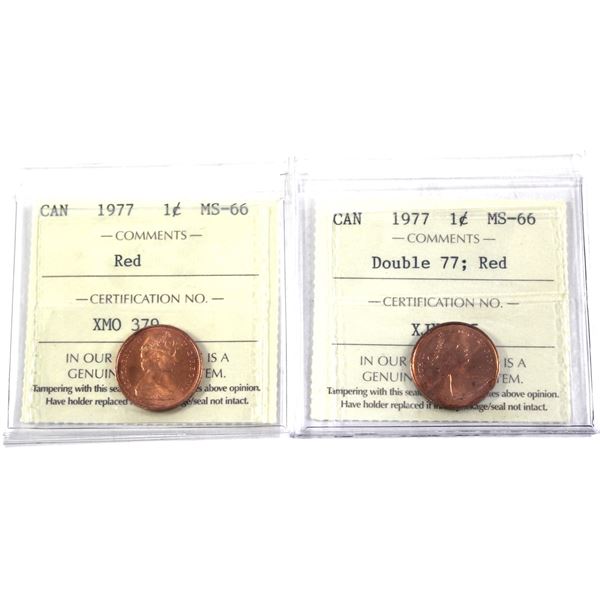 CAN 1977 1¢ MS-66
— COMMENTS —
Red
— CERTIFICATION NO. —
XMO 379
IN OUR IS A
GENUIN TEM.
Tampering with this sea es above opinion.
Have holder replaced age/seal not intact.
CAN 1977 1¢ MS-66
— COMMENTS —
Double 77; Red
— CERTIFICATION NO. —
IN OUR IS A
GENUIN TEM.
Tampering with this sea es above opinion.
Have holder replaced if kage/seal not intact.